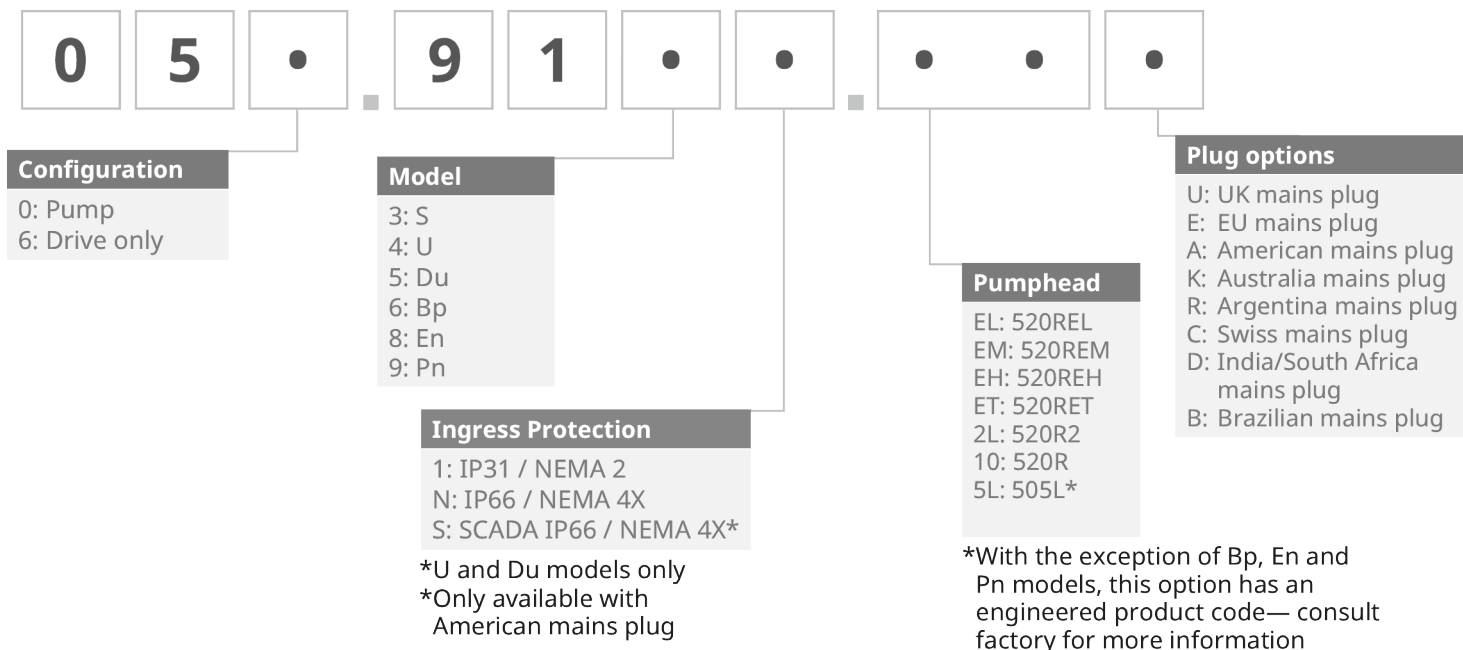 0 5 • . 9 1 • • . • • •
Configuration
0: Pump
6: Drive only
Model
3: S
4: U
5: Du
6: Bp
8: En
9: Pn
Ingress Protection
1: IP31 / NEMA 2
N: IP66 / NEMA 4X
S: SCADA IP66 / NEMA 4X*
*U and Du models only
*Only available with
American mains plug
Pumphead
EL: 520REL
EM: 520REM
EH: 520REH
ET: 520RET
2L: 520R2
10: 520R
5L: 505L*
*With the exception of Bp, En and
Pn models, this option has an
engineered product code— consult
factory for more information
Plug options
U: UK mains plug
E: EU mains plug
A: American mains plug
K: Australia mains plug
R: Argentina mains plug
C: Swiss mains plug
D: India/South Africa
mains plug
B: Brazilian mains plug